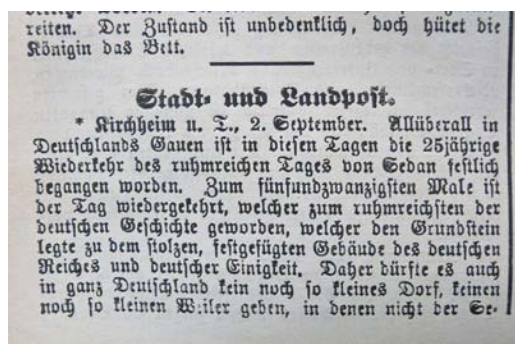 reiten. Der Zustand ist unbedenklich, doch hütet die
Königin das Bett.
Stadt- und Landpost.
* Kirchheim u. T., 2. September. Allüberall in
Deutschlands Gauen ist in diesen Tagen die 25jährige
Wiederkehr des ruhmreichen Tages von Sedan festlich
begangen worden. Zum fünfundzwanzigsten Male ist
der Tag wiedergekehrt, welcher zum ruhmreichsten der
deutschen Geschichte geworden, welcher den Grundstein
legte zu dem stolzen, festgefügten Gebäude des deutschen
Reiches und deutscher Einigkeit. Daher dürfte es auch
in ganz Deutschland kein noch so kleines Dorf, keinen
noch so kleinen Weiler geben, in denen nicht der Se-